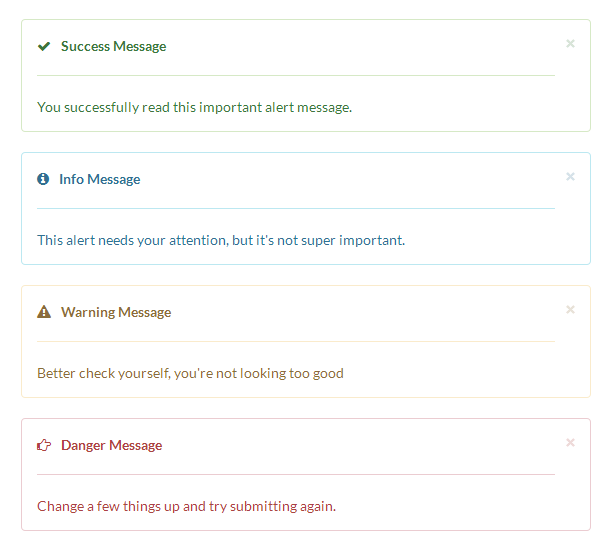 Success Message
You successfully read this important alert message.
Info Message
This alert needs your attention, but it's not super important.
Warning Message
Better check yourself, you're not looking too good
Danger Message
Change a few things up and try submitting again.